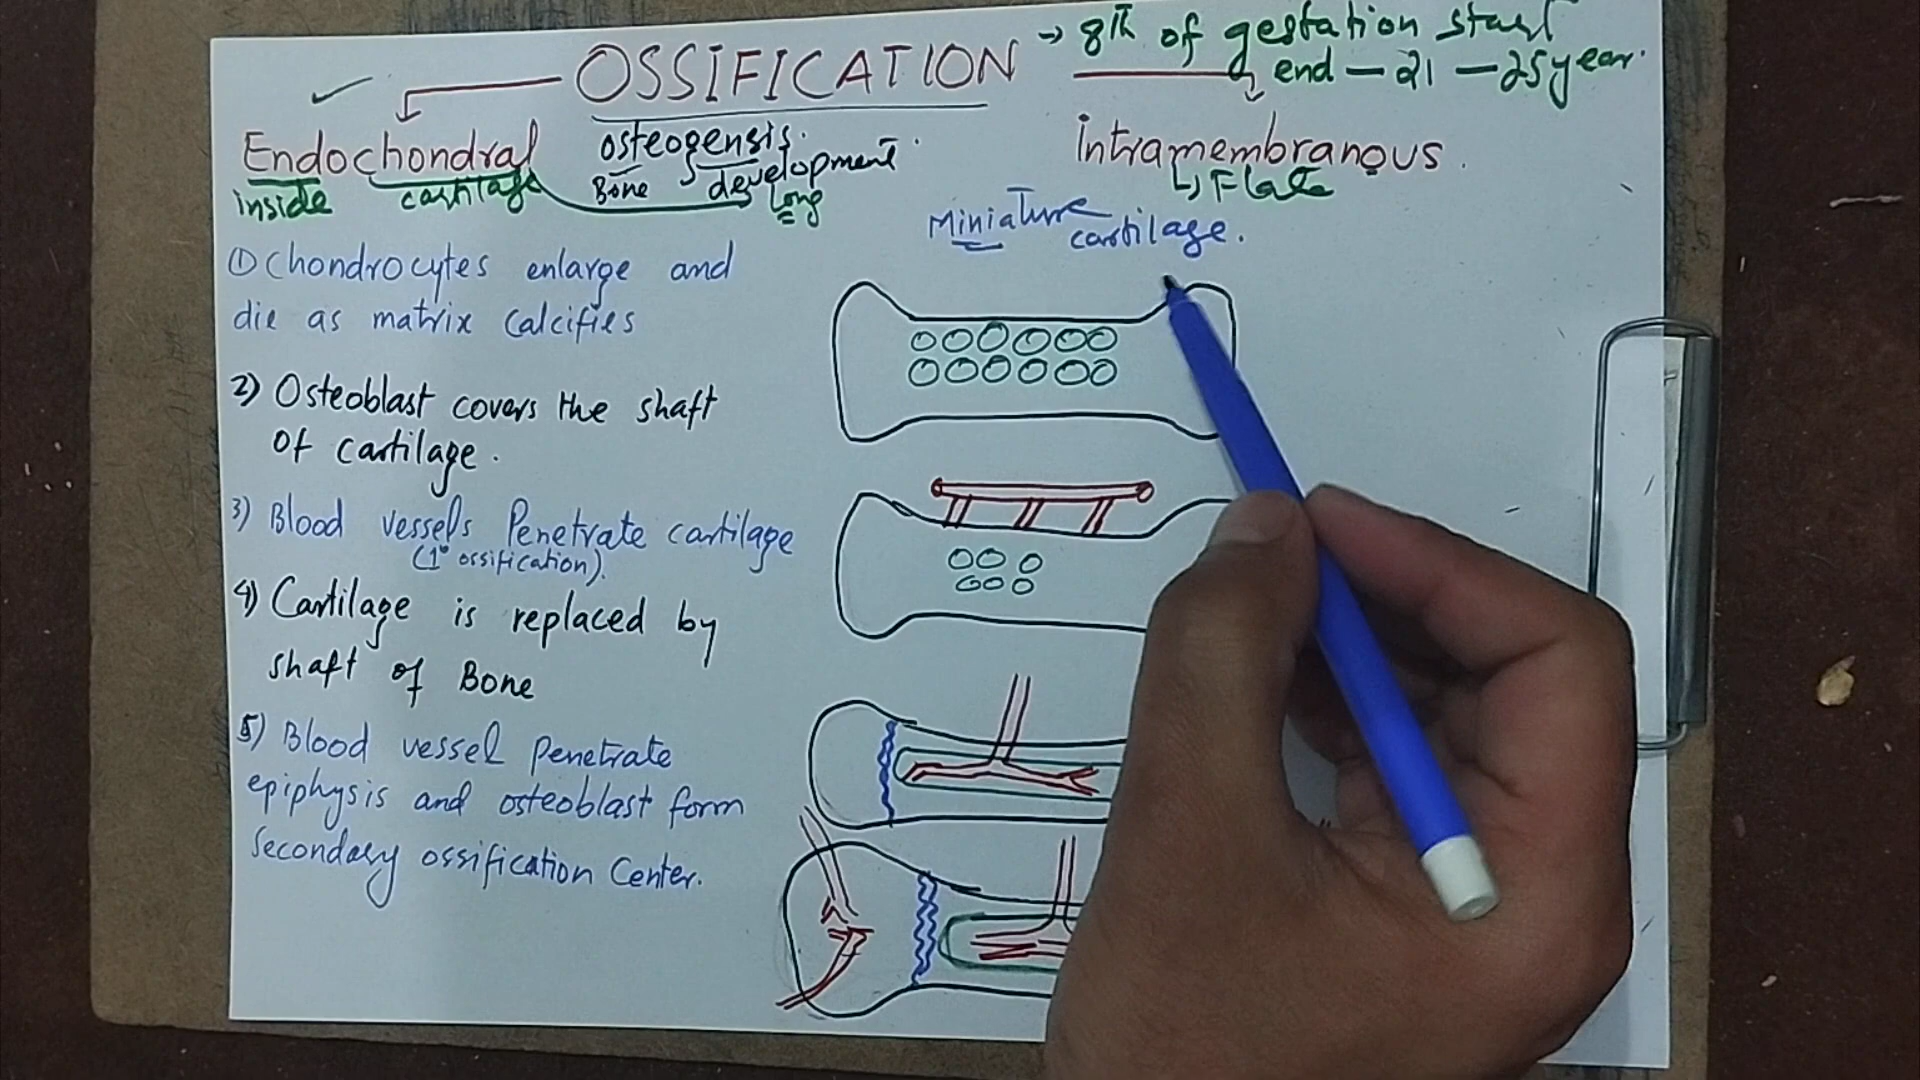 OSSIFICATION
→ 8th of gestation start
end — 21 — 25 year.
Endochondral
inside cartilage
osteogensis.
Bone development
Long
Intramembranous.
↳ Flate
Miniature
cartilage.
① Chondrocytes enlarge and
die as matrix calcifies
2) Osteoblast covers the shaft
of cartilage.
3) Blood vessels Penetrate cartilage
(1° ossification).
4) Cartilage is replaced by
shaft of Bone
5) Blood vessel penetrate
epiphysis and osteoblast form
Secondary ossification Center.